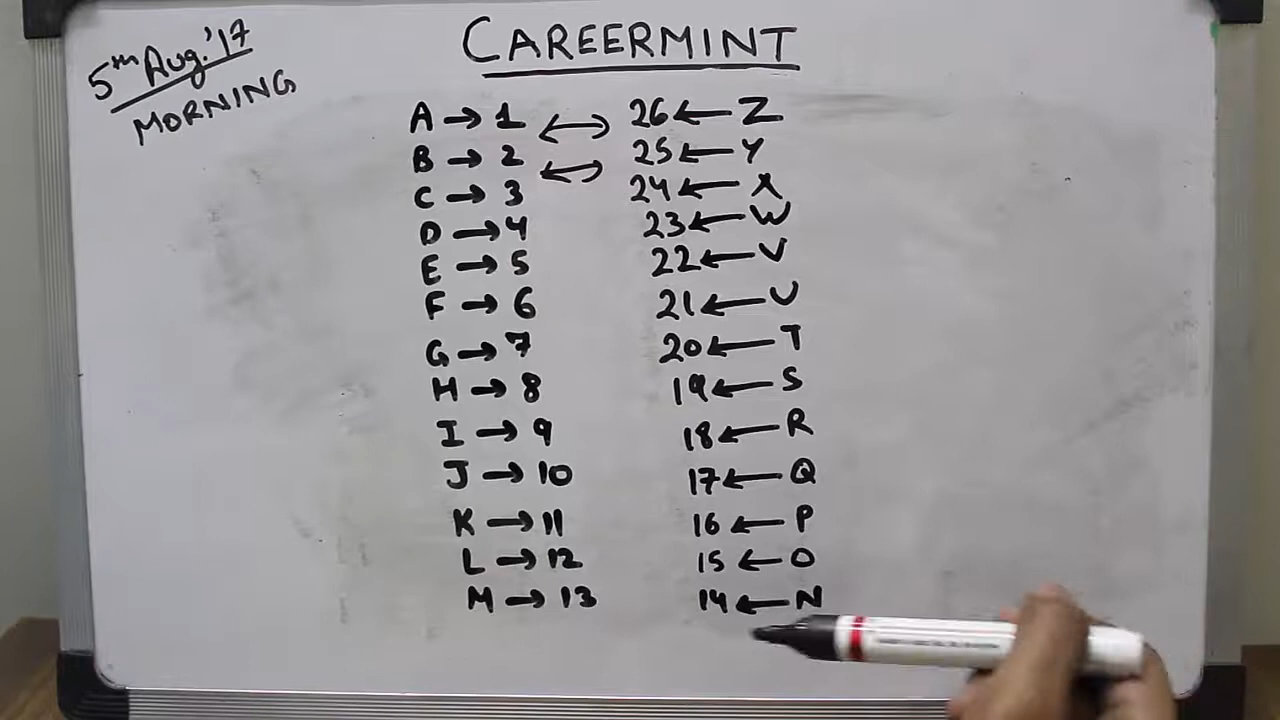 5th Aug.'17
MORNING
CAREERMINT
A → 1 ↔ 26 ← Z
B → 2 ↔ 25 ← Y
C → 3 24 ← X
D → 4 23 ← W
E → 5 22 ← V
F → 6 21 ← U
G → 7 20 ← T
H → 8 19 ← S
I → 9 18 ← R
J → 10 17 ← Q
K → 11 16 ← P
L → 12 15 ← O
M → 13 14 ← N